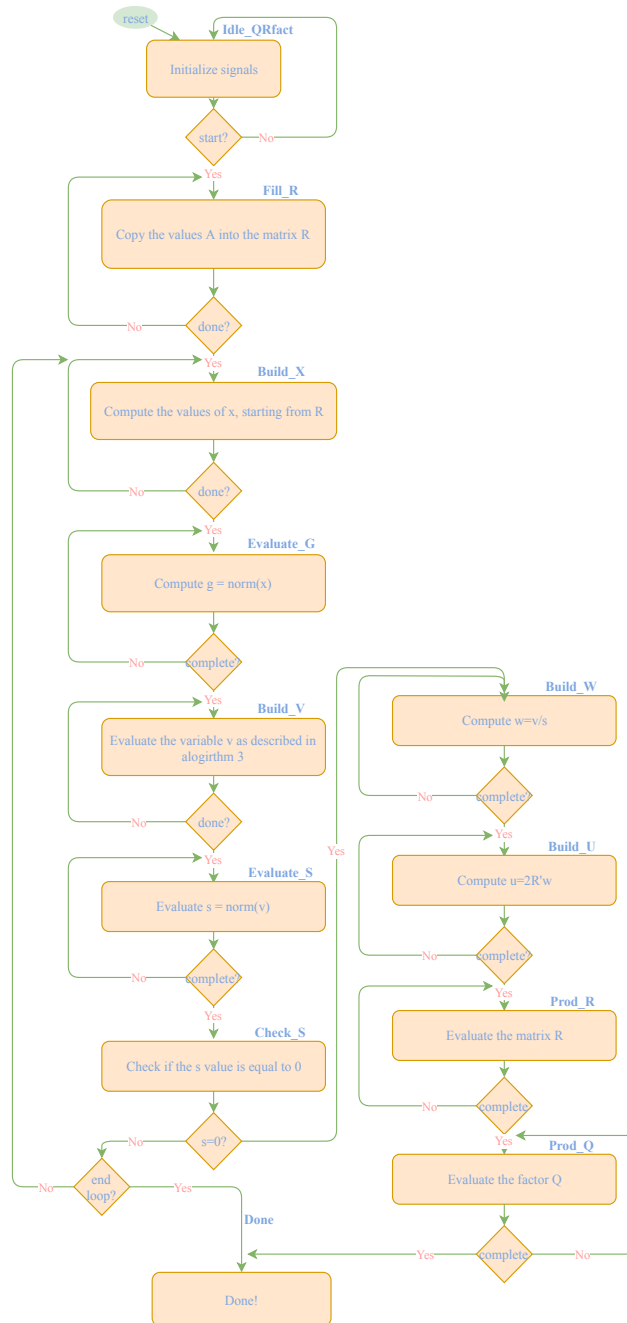 reset
Idle_QRfact
Initialize signals
start?
No
Yes
Fill_R
Copy the values A into the matrix R
No
done?
Yes
Build_X
Compute the values of x, starting from R
No
done?
Yes
Evaluate_G
Compute g = norm(x)
No
complete?
Yes
Build_V
Evaluate the variable v as described in
alogirthm 3
No
done?
Yes
Evaluate_S
Evaluate s = norm(v)
No
complete?
Yes
Check_S
Check if the s value is equal to 0
No
s=0?
Yes
No
end
loop?
Yes
Done
Build_W
Compute w=v/s
No
complete?
Yes
Build_U
Compute u=2R'w
No
complete?
Yes
Prod_R
Evaluate the matrix R
No
complete
Yes
Prod_Q
Evaluate the factor Q
Yes
complete
No
Done!